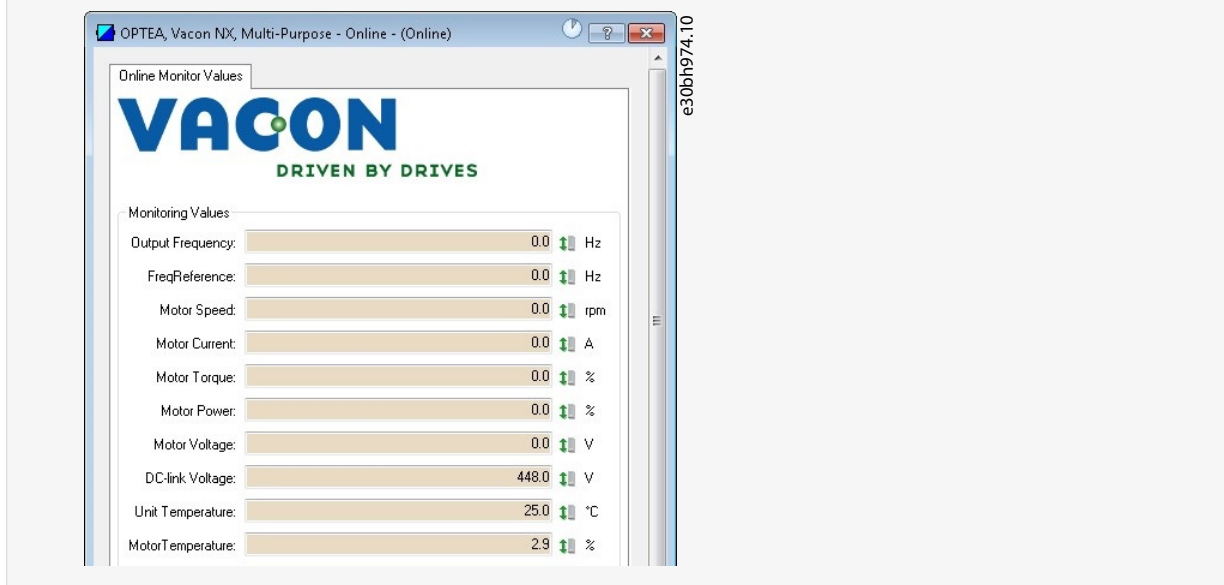 OPTEA, Vacon NX, Multi-Purpose - Online - (Online)
?
e30bh974.10
Online Monitor Values
VACON
DRIVEN BY DRIVES
Monitoring Values
Output Frequency: 0.0 Hz
FreqReference: 0.0 Hz
Motor Speed: 0.0 rpm
Motor Current: 0.0 A
Motor Torque: 0.0 %
Motor Power: 0.0 %
Motor Voltage: 0.0 V
DC-link Voltage: 448.0 V
Unit Temperature: 25.0 °C
MotorTemperature: 2.9 %